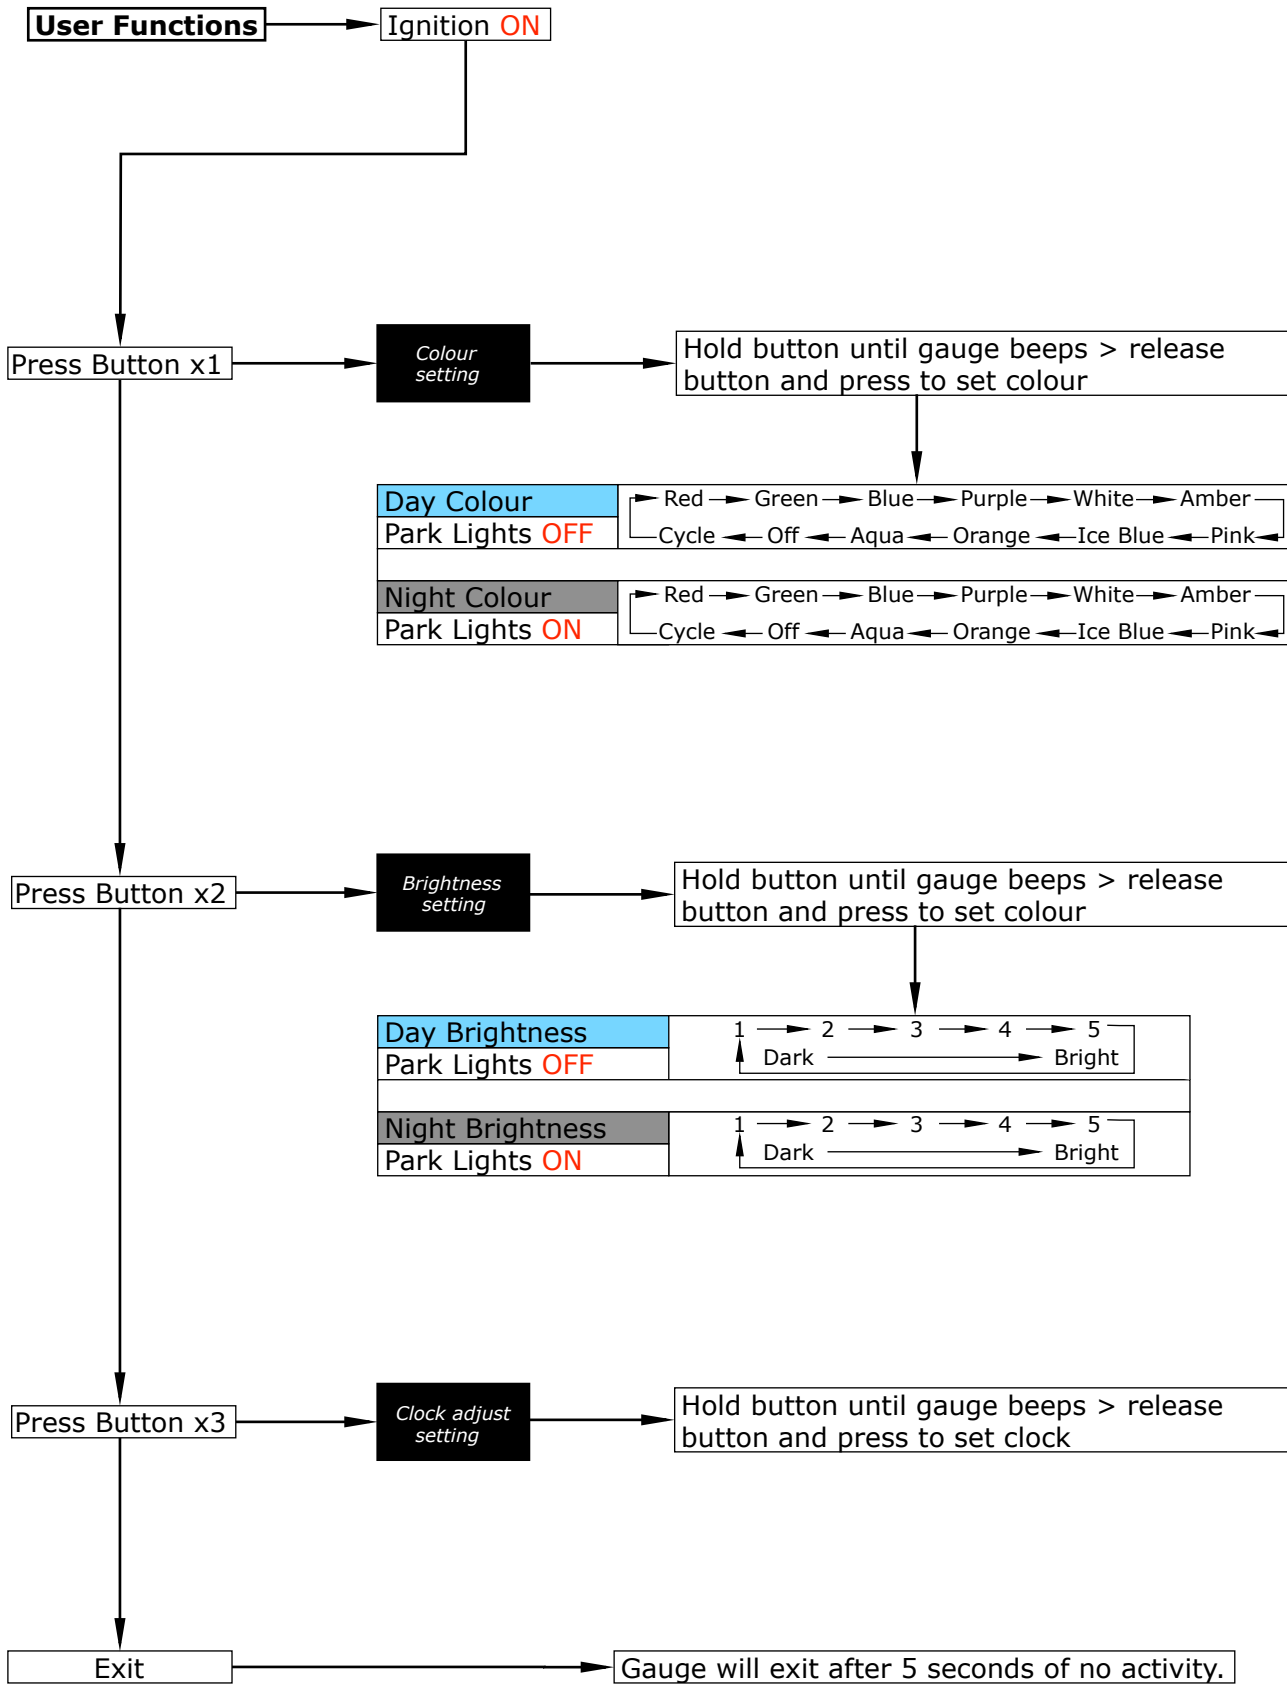 User Functions
Ignition ON
Press Button x1
Colour
setting
Hold button until gauge beeps > release
button and press to set colour
Day Colour
Park Lights OFF
Red Green Blue Purple White Amber
Cycle Off Aqua Orange Ice Blue Pink
Night Colour
Park Lights ON
Red Green Blue Purple White Amber
Cycle Off Aqua Orange Ice Blue Pink
Press Button x2
Brightness
setting
Hold button until gauge beeps > release
button and press to set colour
Day Brightness
Park Lights OFF
1 2 3 4 5
Dark Bright
Night Brightness
Park Lights ON
1 2 3 4 5
Dark Bright
Press Button x3
Clock adjust
setting
Hold button until gauge beeps > release
button and press to set clock
Exit
Gauge will exit after 5 seconds of no activity.